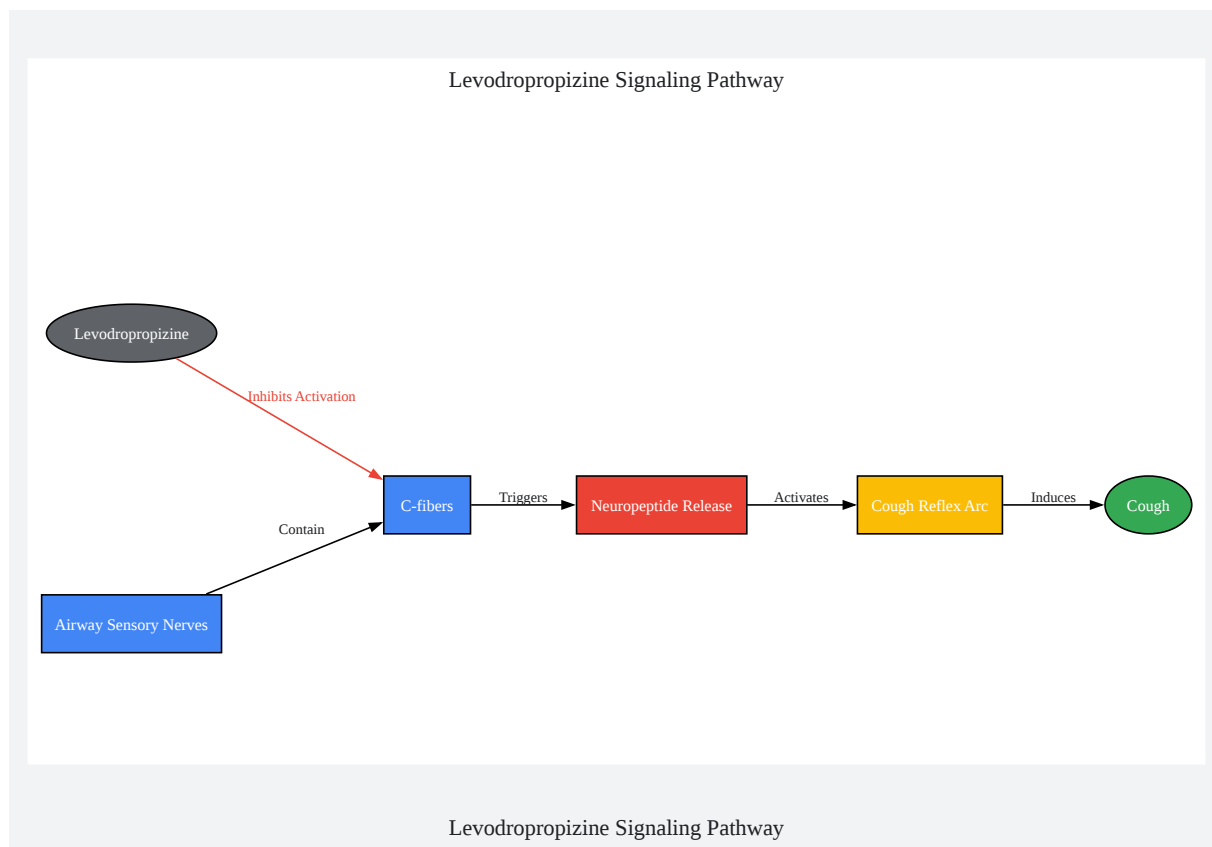 Levodropropizine Signaling Pathway
Levodropropizine
Inhibits Activation
C-fibers
Triggers
Neuropeptide Release
Activates
Cough Reflex Arc
Induces
Cough
Contain
Airway Sensory Nerves
Levodropropizine Signaling Pathway